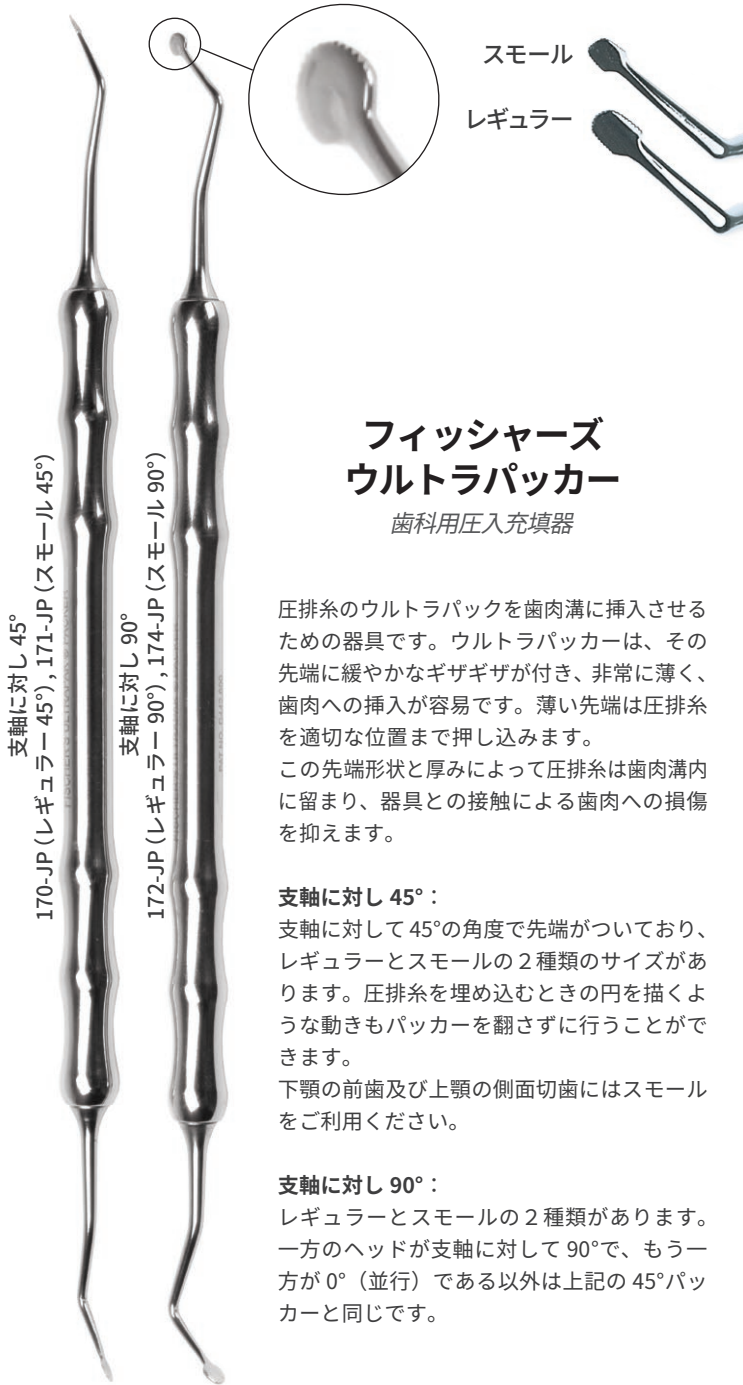 スモール
レギュラー
支軸に対し 45°
170-JP（レギュラー 45°）, 171-JP（スモール 45°）
支軸に対し 90°
172-JP（レギュラー 90°）, 174-JP（スモール 90°）
フィッシャーズ
ウルトラパッカー
歯科用圧入充填器
圧排糸のウルトラパックを歯肉溝に挿入させる
ための器具です。ウルトラパッカーは、その
先端に緩やかなギザギザが付き、非常に薄く、
歯肉への挿入が容易です。薄い先端は圧排糸
を適切な位置まで押し込みます。
この先端形状と厚みによって圧排糸は歯肉溝内
に留まり、器具との接触による歯肉への損傷
を抑えます。
支軸に対し 45°：
支軸に対して 45°の角度で先端がついており、
レギュラーとスモールの２種類のサイズがあ
ります。圧排糸を埋め込むときの円を描くよ
うな動きもパッカーを翻さずに行うことがで
きます。
下顎の前歯及び上顎の側面切歯にはスモール
をご利用ください。
支軸に対し 90°：
レギュラーとスモールの２種類があります。
一方のヘッドが支軸に対して 90°で、もう一
方が 0°（並行）である以外は上記の 45°パッ
カーと同じです。